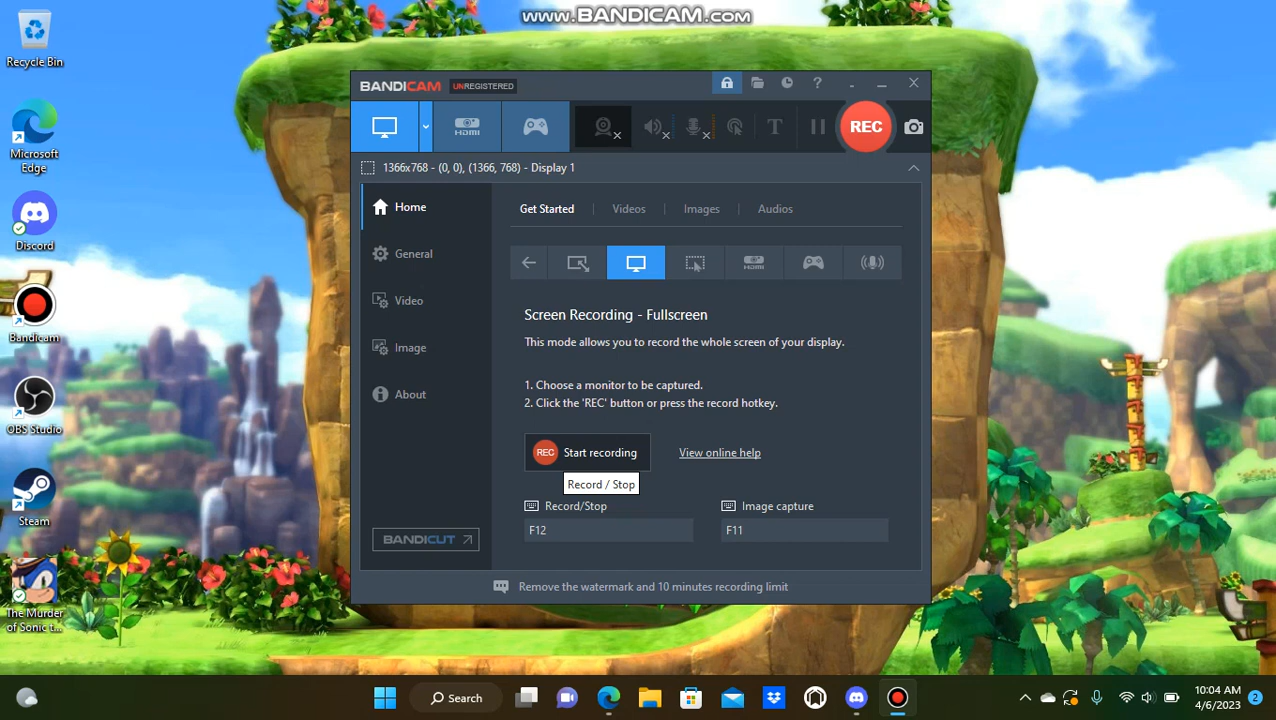 www.BANDICAM.com
Recycle Bin
Microsoft
Edge
Discord
Bandicam
OBS Studio
Steam
The Murder
of Sonic t...
BANDICAM UNREGISTERED
?
HDMI
T
REC
1366x768 - (0, 0), (1366, 768) - Display 1
Home
General
Video
Image
About
BANDICUT
Get Started
Videos
Images
Audios
HDMI
Screen Recording - Fullscreen
This mode allows you to record the whole screen of your display.
1. Choose a monitor to be captured.
2. Click the 'REC' button or press the record hotkey.
REC Start recording
View online help
Record / Stop
Record/Stop
Image capture
F12
F11
Remove the watermark and 10 minutes recording limit
Search
10:04 AM
4/6/2023
2